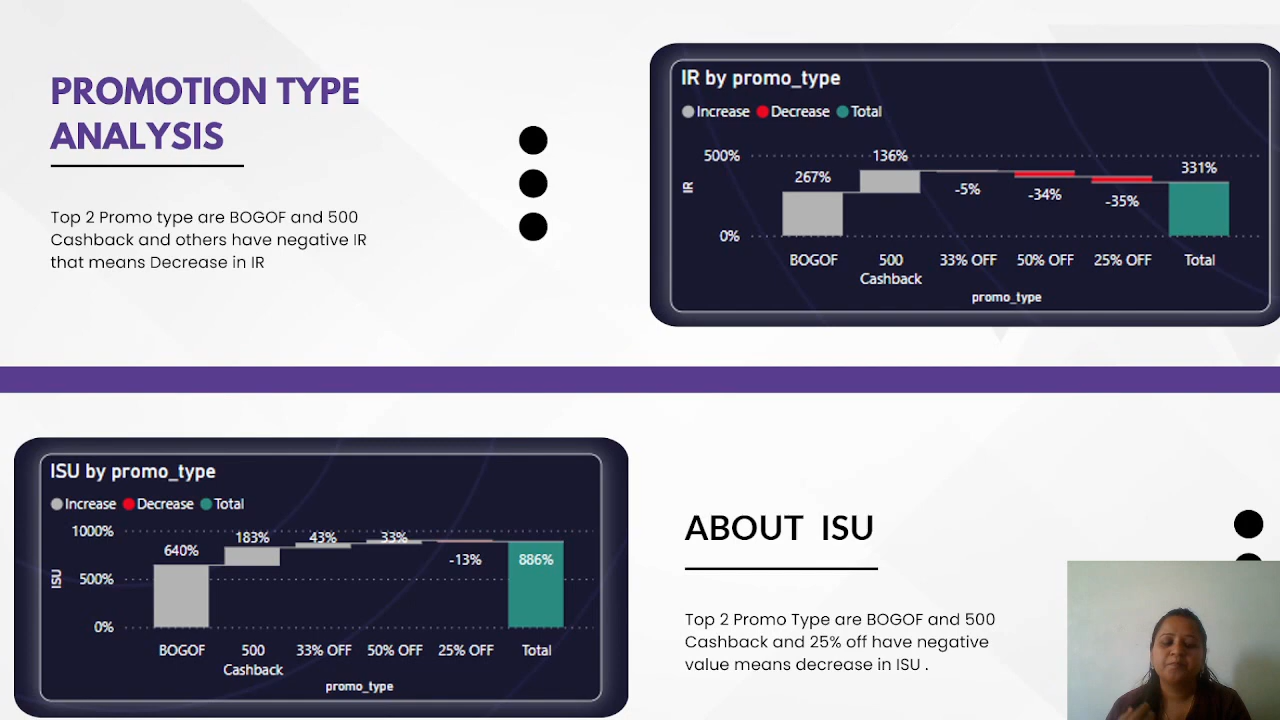 PROMOTION TYPE
ANALYSIS
Top 2 Promo type are BOGOF and 500
Cashback and others have negative IR
that means Decrease in IR
IR by promo_type
Increase Decrease Total
500%
0%
IR
267%
136%
-5%
-34%
-35%
331%
BOGOF 500 Cashback 33% OFF 50% OFF 25% OFF Total
promo_type
ISU by promo_type
Increase Decrease Total
1000%
500%
0%
ISU
640%
183%
43%
33%
-13%
886%
BOGOF 500 Cashback 33% OFF 50% OFF 25% OFF Total
promo_type
ABOUT ISU
Top 2 Promo Type are BOGOF and 500
Cashback and 25% off have negative
value means decrease in ISU .